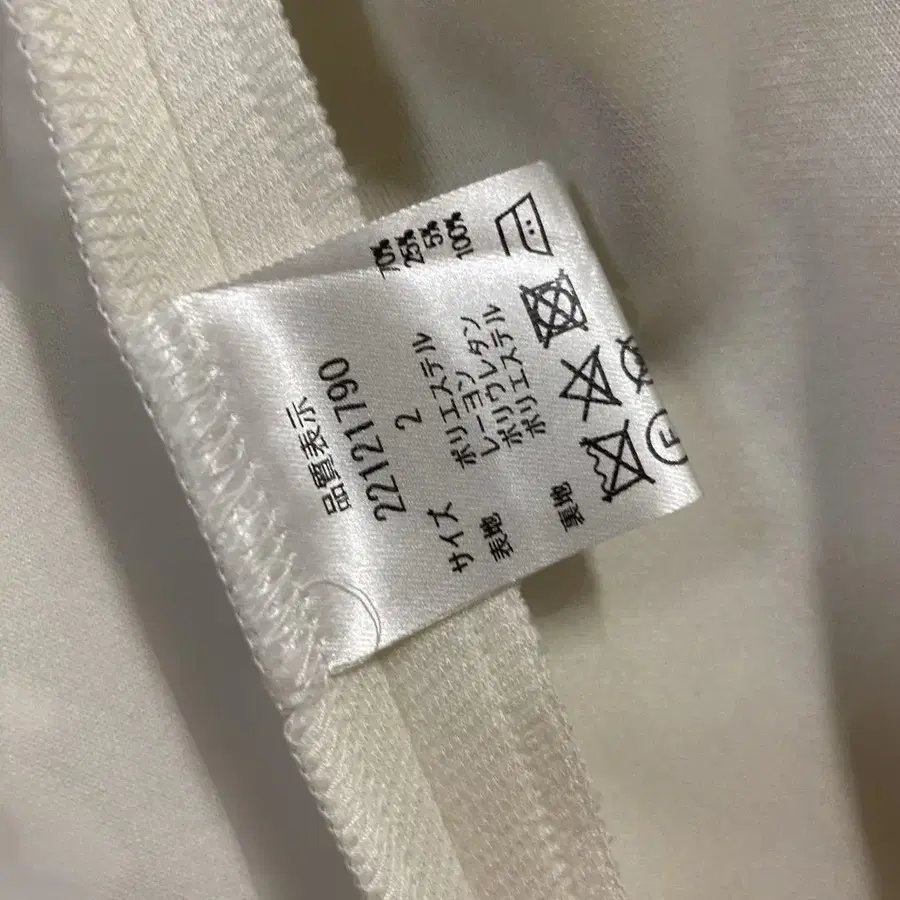 品質表示
22121790
サイズ 2
表地 ポリエステル 70%
レーヨン 25%
ポリウレタン 5%
裏地 ポリエステル 100%